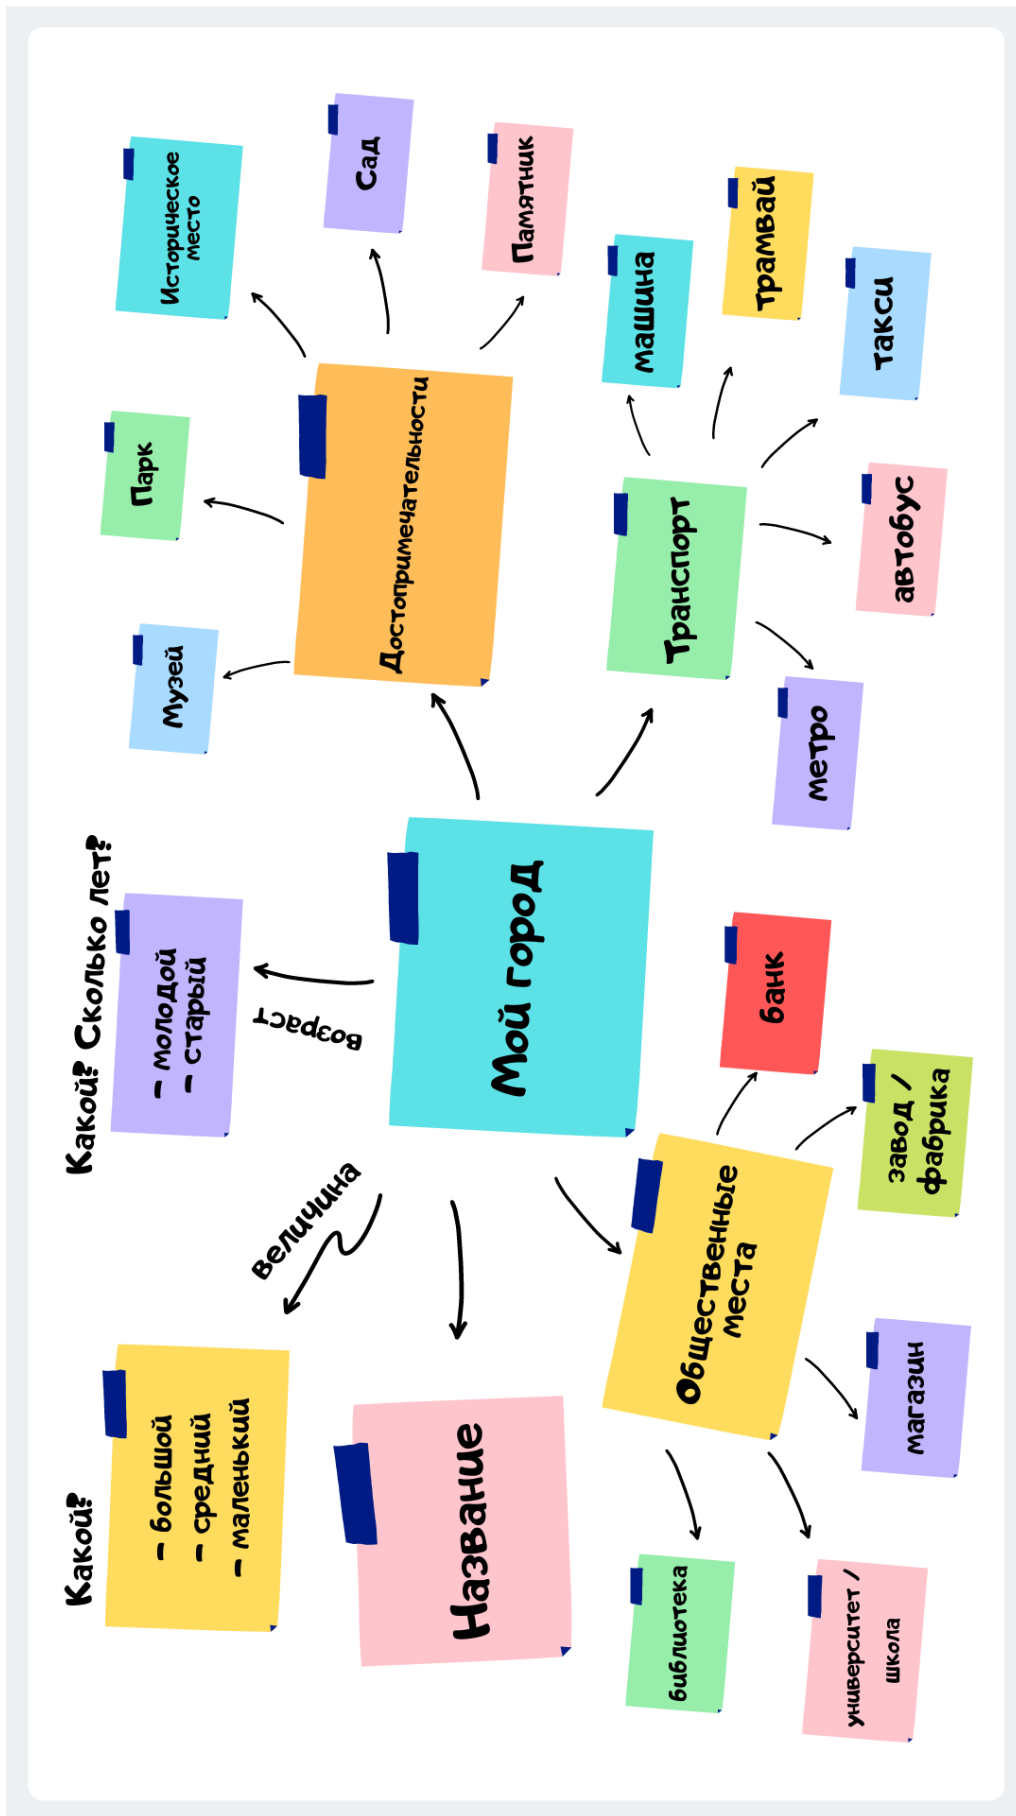 Какой?
– большой
– средний
– маленький
величина
Какой? Сколько лет?
– молодой
– старый
возраст
Название
Мой город
Достопримечательности
Музей
Парк
Историческое
место
Сад
Памятник
Транспорт
машина
трамвай
такси
автобус
метро
Общественные
места
банк
завод /
фабрика
магазин
университет /
школа
библиотека